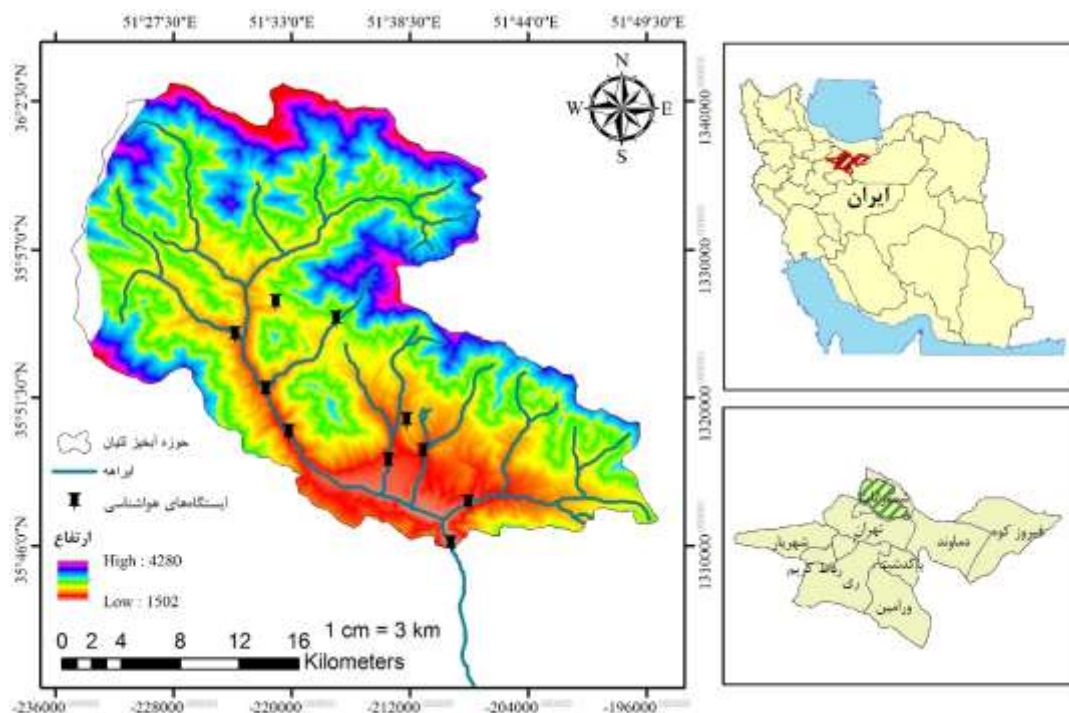 51°27'30"E 51°33'0"E 51°38'30"E 51°44'0"E 51°49'30"E
36°2'30"N
35°57'0"N
35°51'30"N
35°46'0"N
1340000
1330000
1320000
1310000
N
W E
S
حوزه آبخیز لتیان
آبراهه
ایستگاه‌های هواشناسی
ارتفاع
High : 4280
Low : 1502
1 cm = 3 km
0 2 4 8 12 16
Kilometers
-236000 -228000 -220000 -212000 -204000 -196000
ایران
تهران
دماوند
فیروز کوه
شهریار
پاکدشت
رباط کریم
ری
ورامین